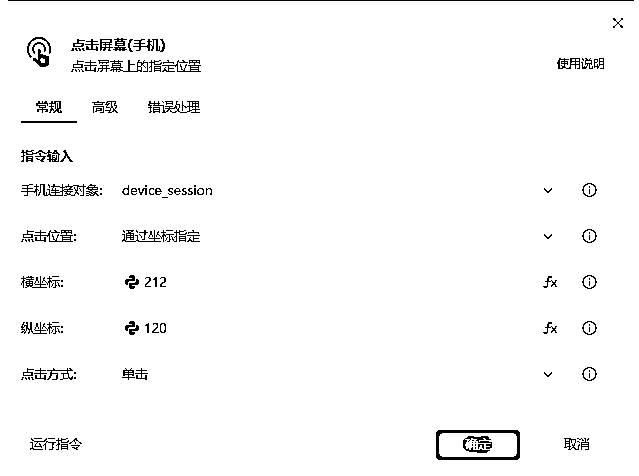 点击屏幕(手机)
点击屏幕上的指定位置
使用说明
常规 高级 错误处理
指令输入
手机连接对象: device_session
点击位置: 通过坐标指定
横坐标: 212 fx
纵坐标: 120 fx
点击方式: 单击
运行指令 确定 取消